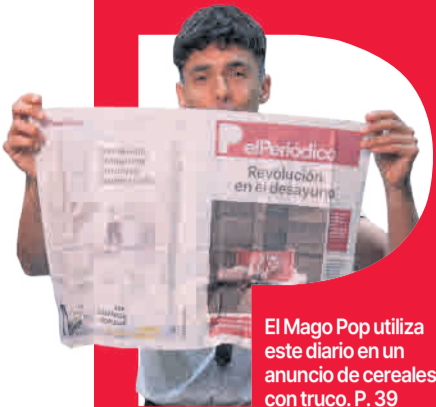 elPeriódico
Revolución
en el desayuno
El Mago Pop utiliza
este diario en un
anuncio de cereales
con truco. P. 39